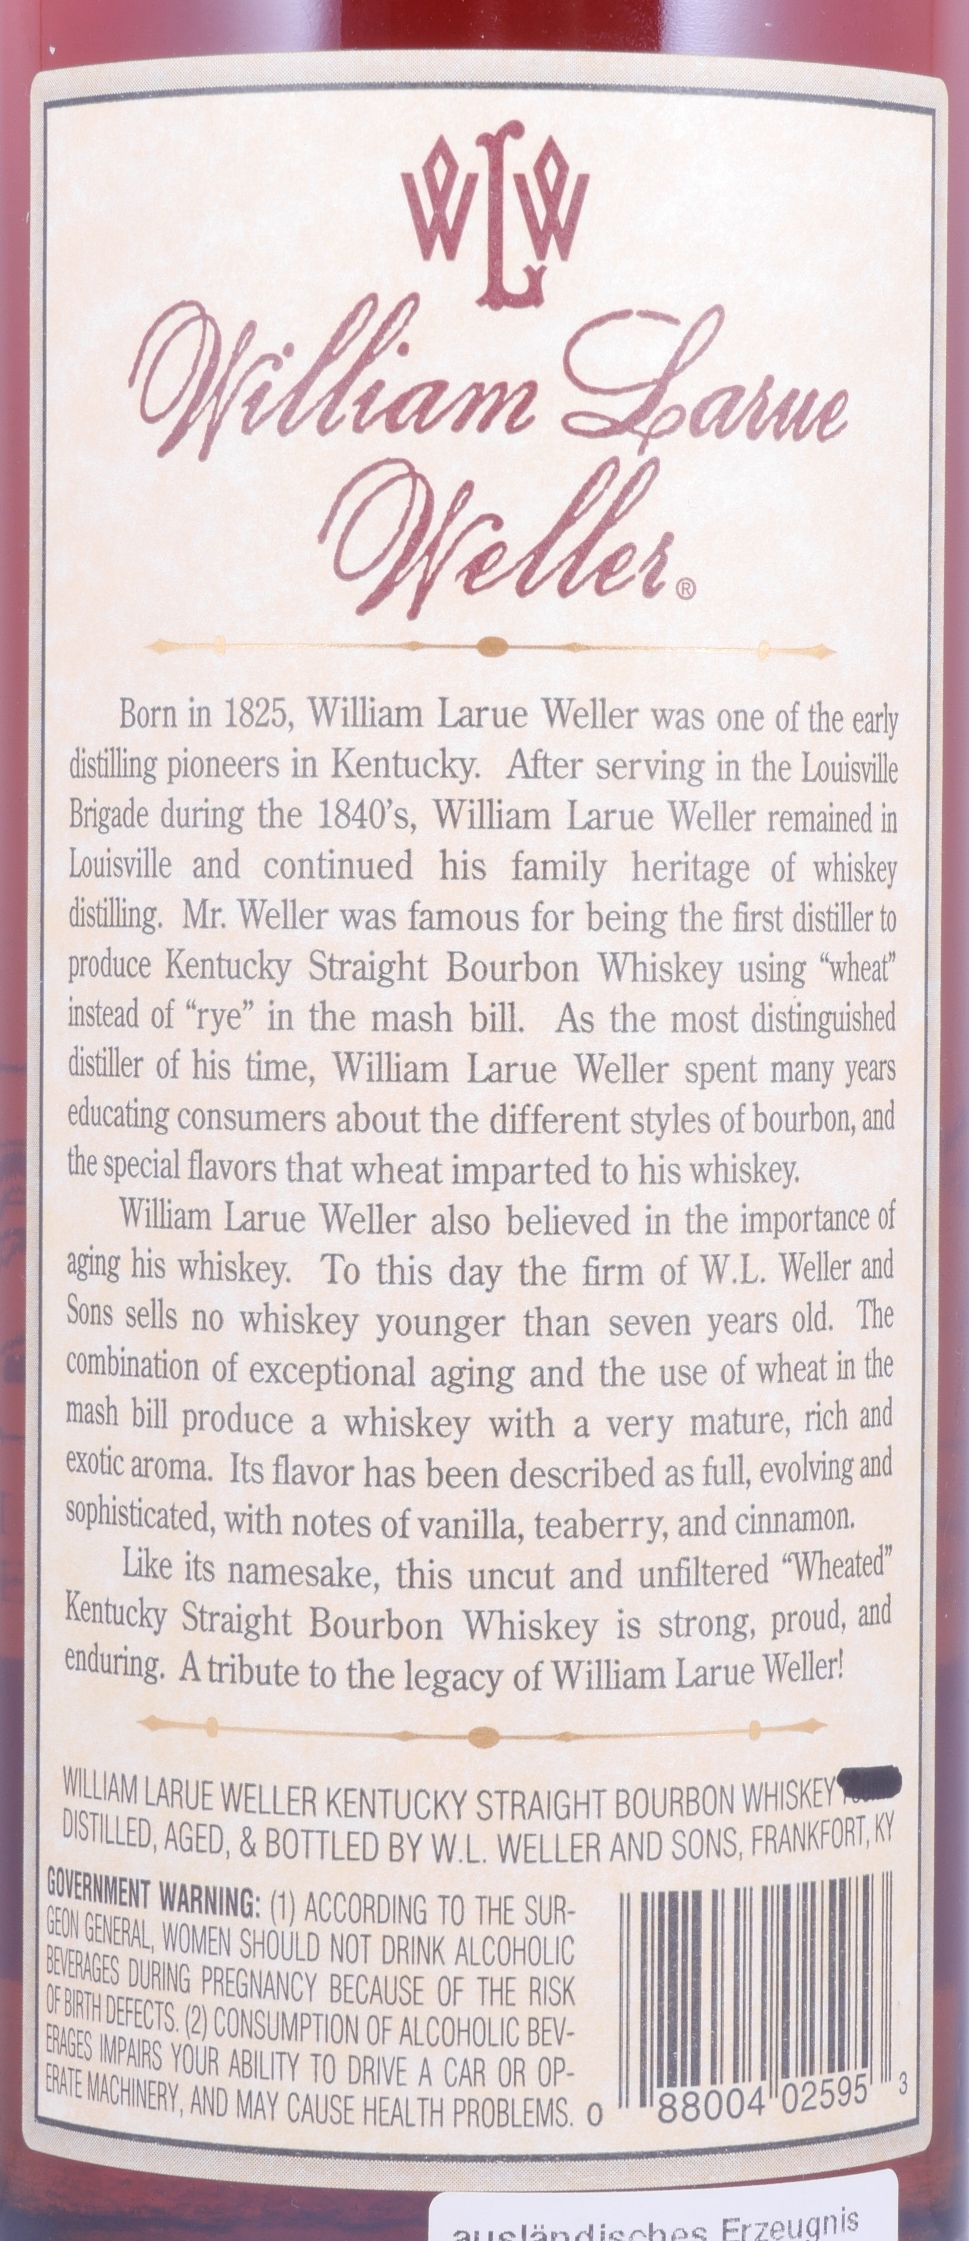 WLW
William Larue
Weller®
Born in 1825, William Larue Weller was one of the early
distilling pioneers in Kentucky. After serving in the Louisville
Brigade during the 1840's, William Larue Weller remained in
Louisville and continued his family heritage of whiskey
distilling. Mr. Weller was famous for being the first distiller to
produce Kentucky Straight Bourbon Whiskey using “wheat”
instead of “rye” in the mash bill. As the most distinguished
distiller of his time, William Larue Weller spent many years
educating consumers about the different styles of bourbon, and
the special flavors that wheat imparted to his whiskey.
William Larue Weller also believed in the importance of
aging his whiskey. To this day the firm of W.L. Weller and
Sons sells no whiskey younger than seven years old. The
combination of exceptional aging and the use of wheat in the
mash bill produce a whiskey with a very mature, rich and
exotic aroma. Its flavor has been described as full, evolving and
sophisticated, with notes of vanilla, teaberry, and cinnamon.
Like its namesake, this uncut and unfiltered “Wheated”
Kentucky Straight Bourbon Whiskey is strong, proud, and
enduring. A tribute to the legacy of William Larue Weller!
WILLIAM LARUE WELLER KENTUCKY STRAIGHT BOURBON WHISKEY
DISTILLED, AGED, & BOTTLED BY W.L. WELLER AND SONS, FRANKFORT, KY
GOVERNMENT WARNING: (1) ACCORDING TO THE SUR-
GEON GENERAL, WOMEN SHOULD NOT DRINK ALCOHOLIC
BEVERAGES DURING PREGNANCY BECAUSE OF THE RISK
OF BIRTH DEFECTS. (2) CONSUMPTION OF ALCOHOLIC BEV-
ERAGES IMPAIRS YOUR ABILITY TO DRIVE A CAR OR OP-
ERATE MACHINERY, AND MAY CAUSE HEALTH PROBLEMS.
0 88004 02595 3
ausländisches Erzeugnis